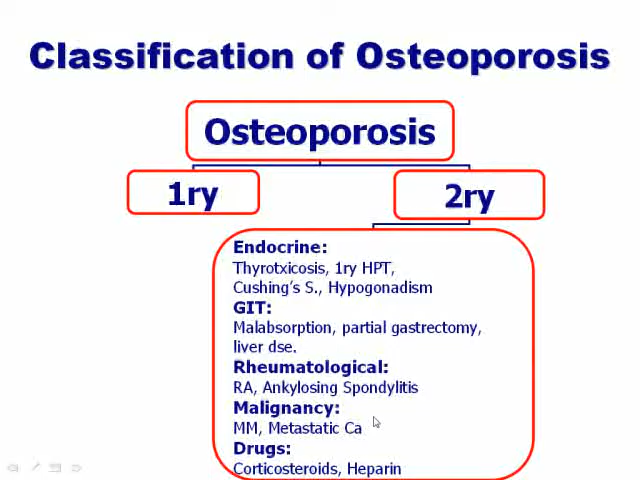 Classification of Osteoporosis
Osteoporosis
1ry
2ry
Endocrine:
Thyrotxicosis, 1ry HPT,
Cushing's S., Hypogonadism
GIT:
Malabsorption, partial gastrectomy,
liver dse.
Rheumatological:
RA, Ankylosing Spondylitis
Malignancy:
MM, Metastatic Ca
Drugs:
Corticosteroids, Heparin